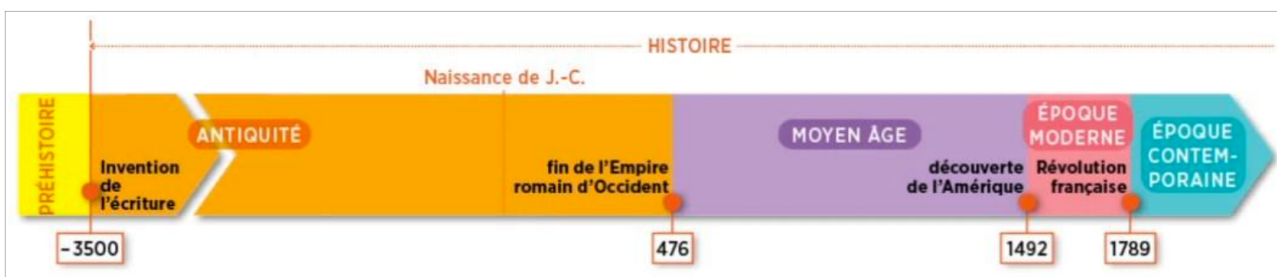 HISTOIRE
Naissance de J.-C.
PRÉHISTOIRE
ANTIQUITÉ
Invention
de
l'écriture
fin de l'Empire
romain d'Occident
MOYEN ÂGE
découverte
de l'Amérique
ÉPOQUE
MODERNE
Révolution
française
ÉPOQUE
CONTEM-
PORAINE
–3500
476
1492
1789